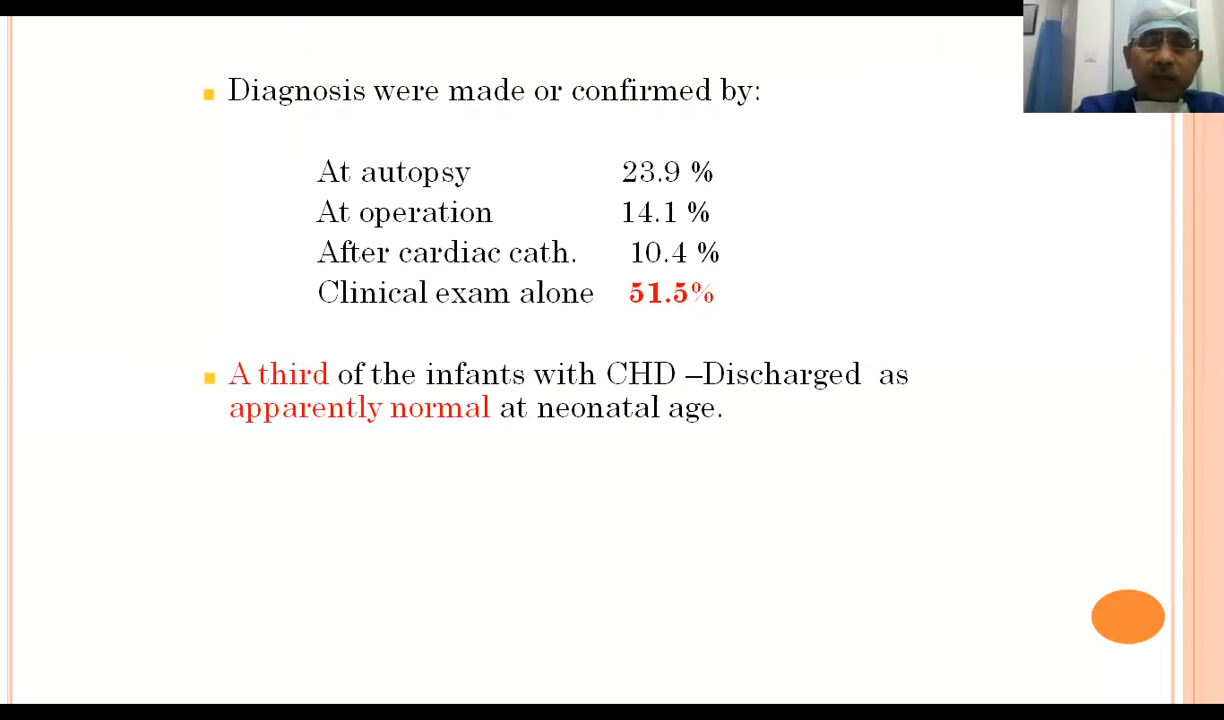 Diagnosis were made or confirmed by:
At autopsy 23.9 %
At operation 14.1 %
After cardiac cath. 10.4 %
Clinical exam alone 51.5%
A third of the infants with CHD –Discharged as
apparently normal at neonatal age.